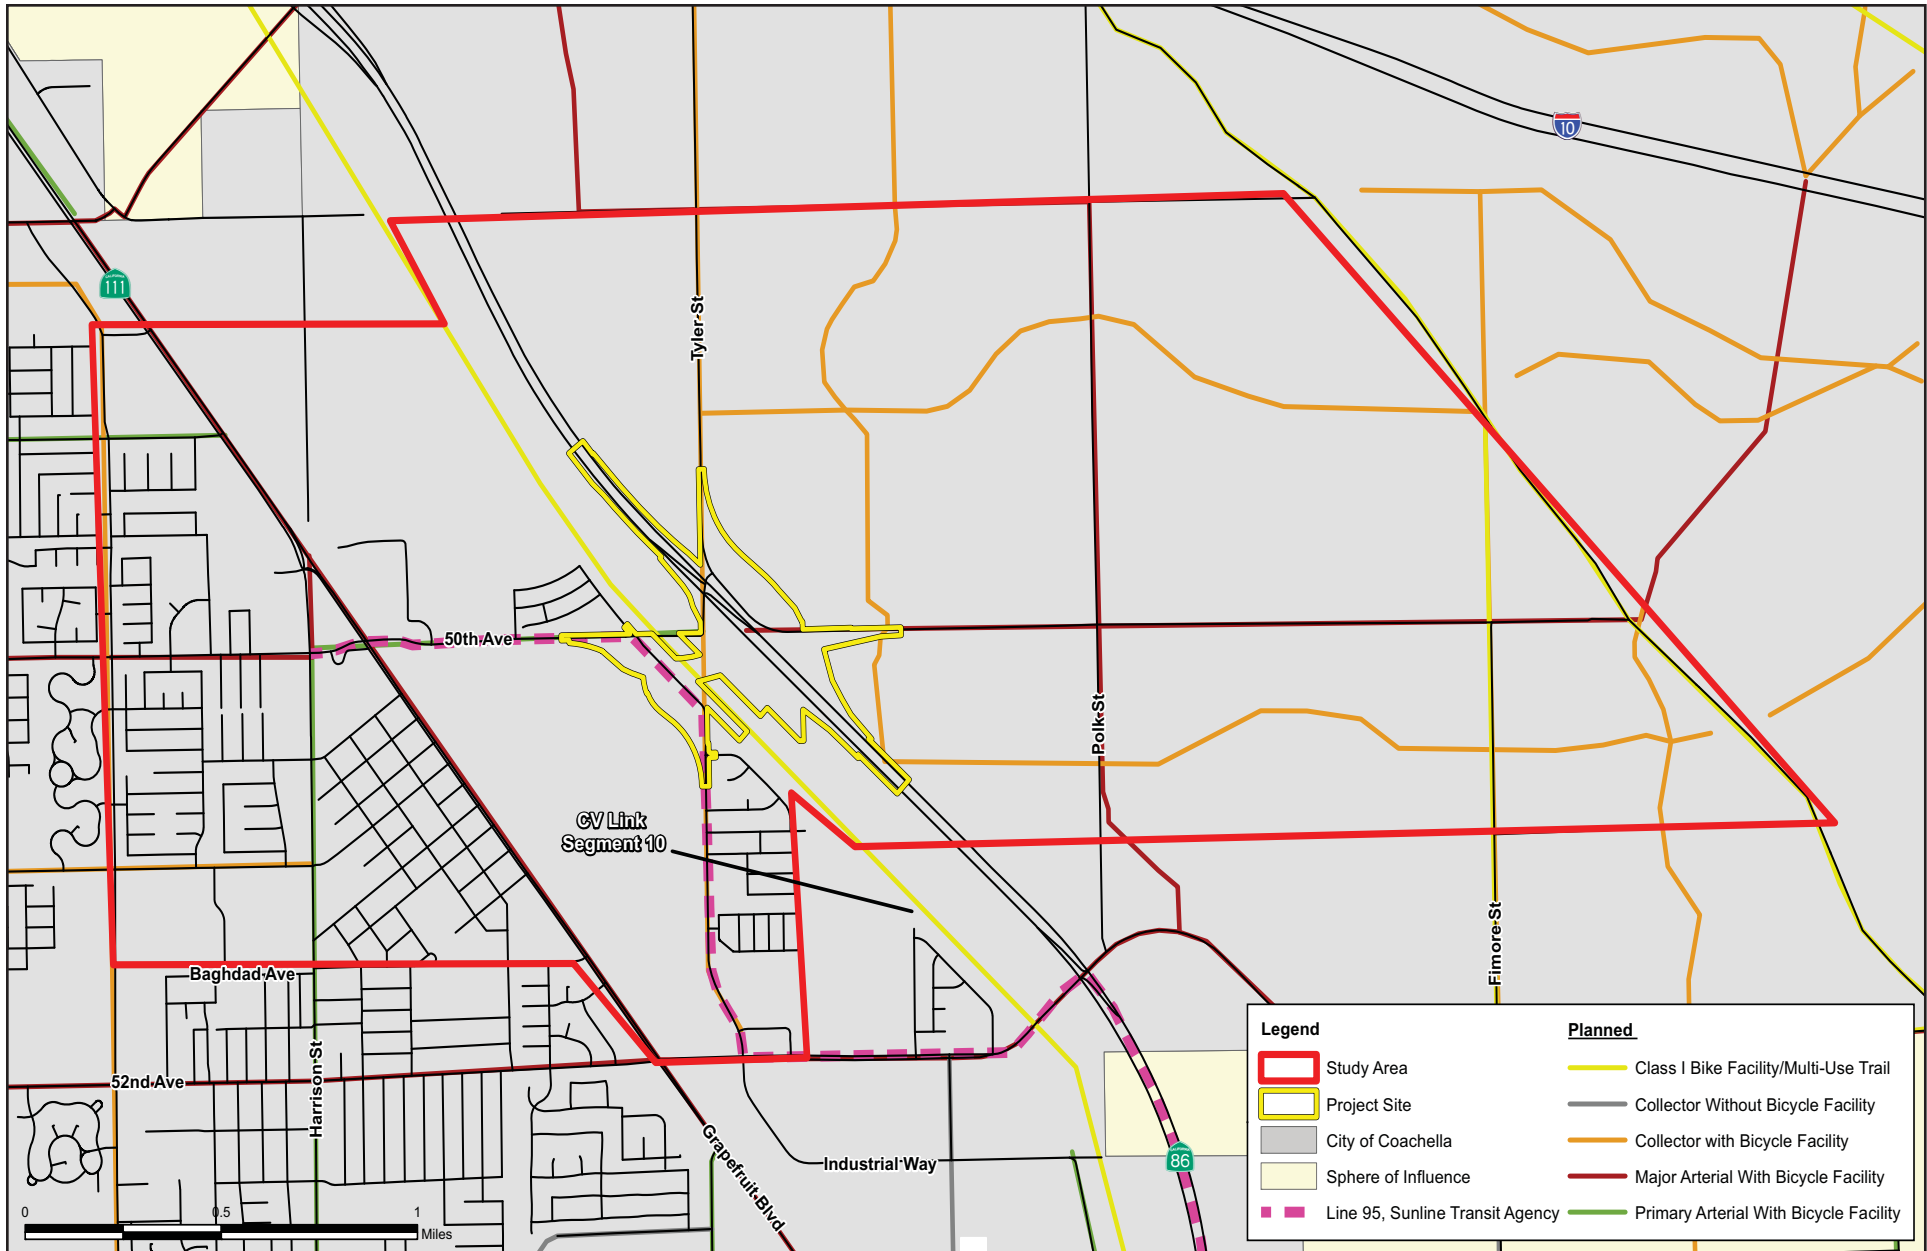 10
CALIFORNIA
111
Tyler St
50th Ave
Polk St
CV Link
Segment 10
Fimore St
Baghdad Ave
52nd Ave
Harrison St
Grapefruit Blvd
Industrial Way
CALIFORNIA
86
0 0.5 1
Miles
Legend
Study Area
Project Site
City of Coachella
Sphere of Influence
Line 95, Sunline Transit Agency
Planned
Class I Bike Facility/Multi-Use Trail
Collector Without Bicycle Facility
Collector with Bicycle Facility
Major Arterial With Bicycle Facility
Primary Arterial With Bicycle Facility